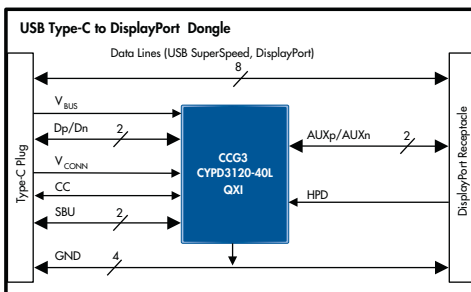 USB Type-C to DisplayPort Dongle
Data Lines (USB SuperSpeed, DisplayPort)
8
VBUS
Dp/Dn 2
VCONN
CC
SBU 2
GND 4
Type-C Plug
CCG3
CYPD3120-40L
QXI
AUXp/AUXn 2
HPD
DisplayPort Receptacle